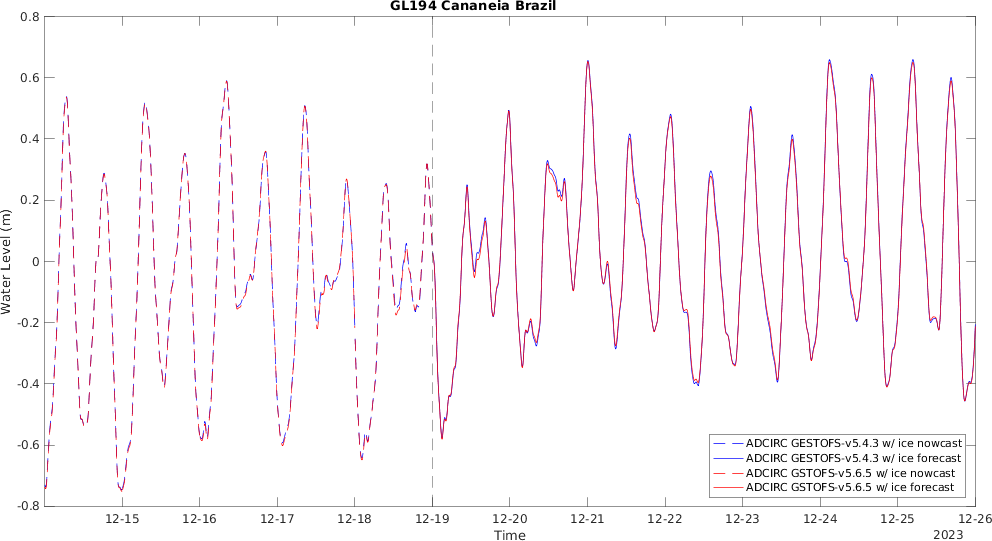 GL194 Cananeia Brazil
0.8
0.6
0.4
0.2
0
-0.2
-0.4
-0.6
-0.8
Water Level (m)
ADCIRC GESTOFS-v5.4.3 w/ ice nowcast
ADCIRC GESTOFS-v5.4.3 w/ ice forecast
ADCIRC GSTOFS-v5.6.5 w/ ice nowcast
ADCIRC GSTOFS-v5.6.5 w/ ice forecast
12-15 12-16 12-17 12-18 12-19 12-20 12-21 12-22 12-23 12-24 12-25 12-26
Time
2023